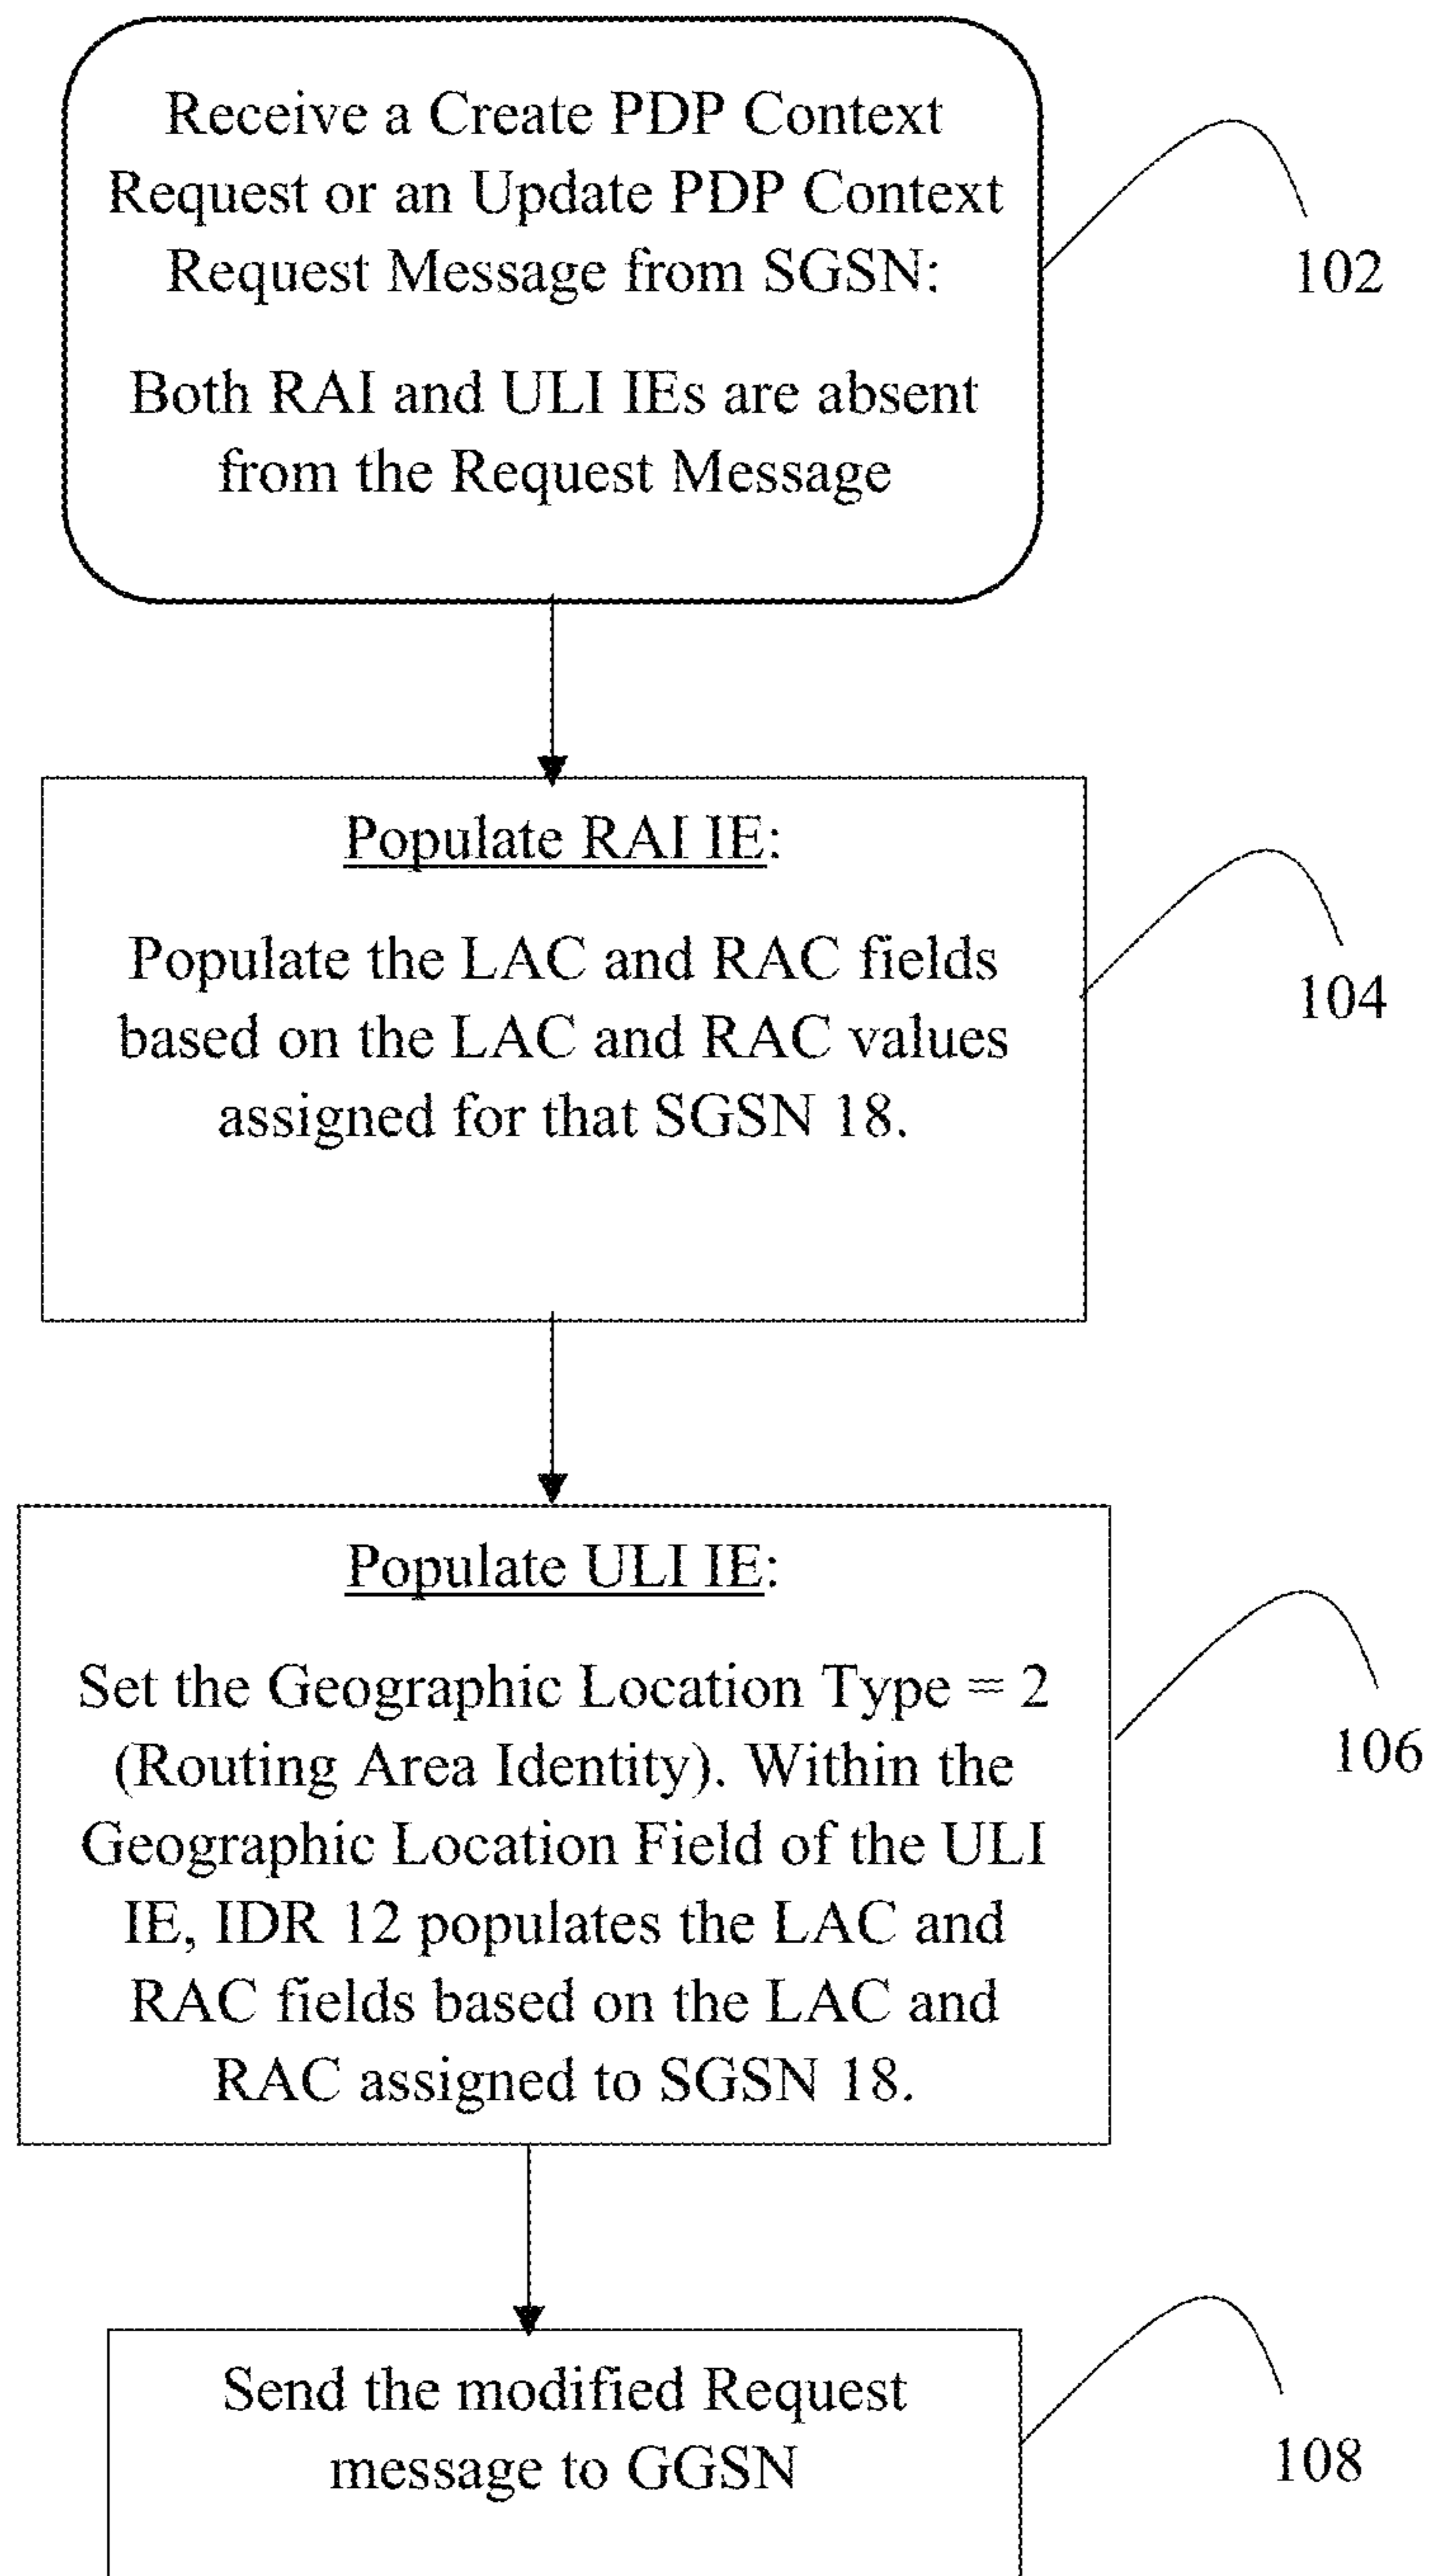 Receive a Create PDP Context
Request or an Update PDP Context
Request Message from SGSN:
Both RAI and ULI IEs are absent
from the Request Message
102
Populate RAI IE:
Populate the LAC and RAC fields
based on the LAC and RAC values
assigned for that SGSN 18.
104
Populate ULI IE:
Set the Geographic Location Type = 2
(Routing Area Identity). Within the
Geographic Location Field of the ULI
IE, IDR 12 populates the LAC and
RAC fields based on the LAC and
RAC assigned to SGSN 18.
106
Send the modified Request
message to GGSN
108